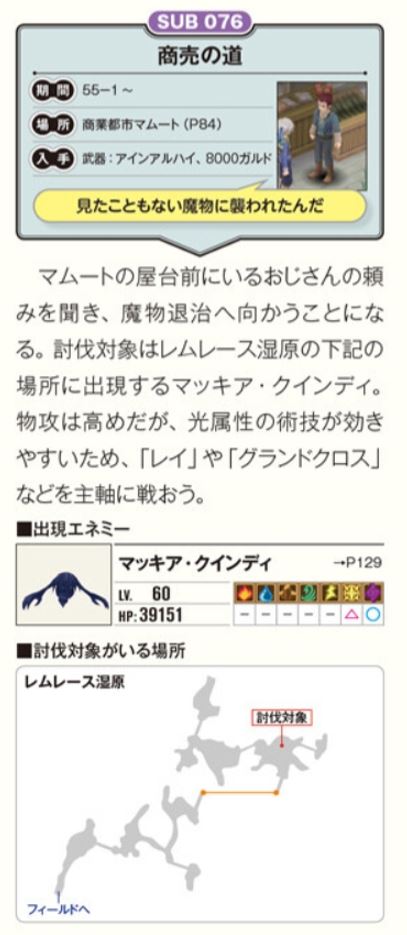 SUB 076
商売の道
期間 55-1～
場所 商業都市マムート（P84）
入手 武器：アインアルハイ、8000ガルド
見たこともない魔物に襲われたんだ
マムートの屋台前にいるおじさんの頼
みを聞き、魔物退治へ向かうことにな
る。討伐対象はレムレース湿原の下記の
場所に出現するマッキア・クインディ。
物攻は高めだが、光属性の術技が効き
やすいため、「レイ」や「グランドクロス」
などを主軸に戦おう。
■出現エネミー
マッキア・クインディ →P129
LV. 60
HP:39151
－ － － － － △ ○
■討伐対象がいる場所
レムレース湿原
討伐対象
フィールドへ